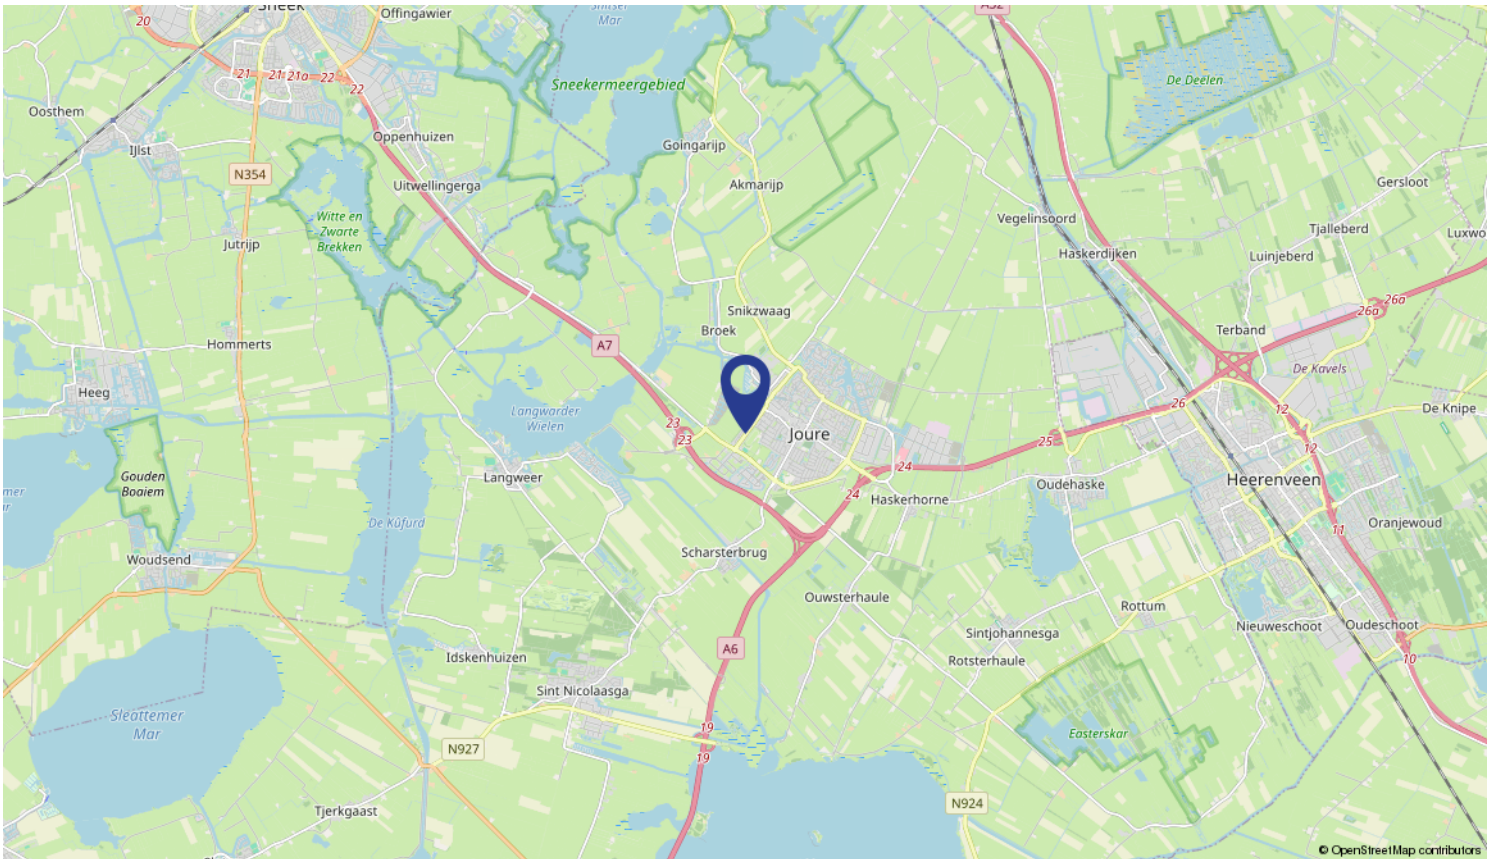 Sneek
Offingawier
Mar
A32
20
21
21
21a
22
22
Sneekermeergebied
De Deelen
Oosthem
IJlst
Oppenhuizen
Goingarijp
N354
Uitwellingerga
Akmarijp
Gersloot
Witte en
Zwarte
Brekken
Jutrijp
Vegelinsoord
Tjalleberd
Luxwo
Haskerdijken
Luinjeberd
Snikzwaag
26a
26a
Broek
Terband
A7
Hommerts
De Kavels
Heeg
Langwarder
Wielen
26
12
De Knipe
23
23
Joure
25
12
Gouden
Boaiem
Langweer
24
24
Oudehaske
Heerenveen
Haskerhorne
De Kûfurd
11
Oranjewoud
Woudsend
Scharsterbrug
Ouwsterhaule
Rottum
Nieuweschoot
Oudeschoot
Sintjohannesga
A6
Idskenhuizen
Rotsterhaule
10
Sint Nicolaasga
Sleattemer
Mar
19
Easterskar
N927
19
Tjerkgaast
N924
© OpenStreetMap contributors